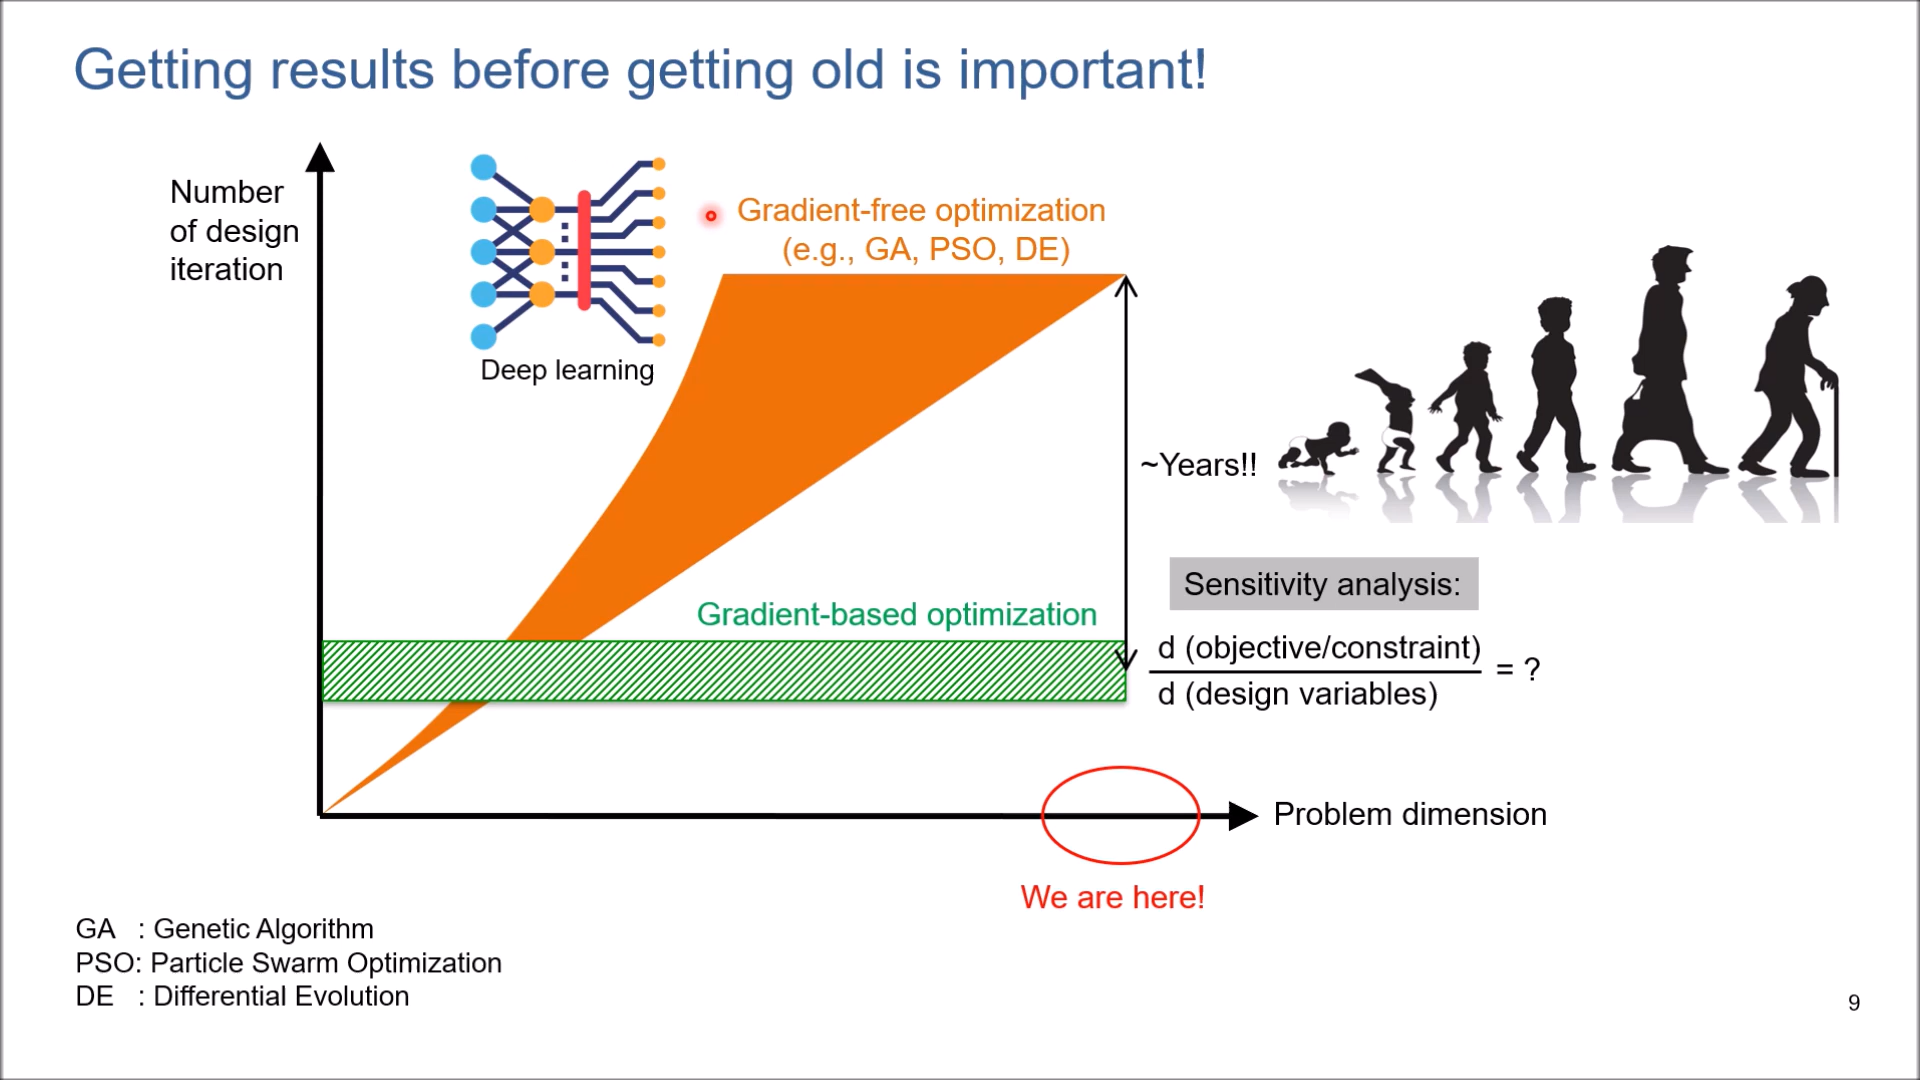 Getting results before getting old is important!
Number
of design
iteration
Gradient-free optimization
(e.g., GA, PSO, DE)
Deep learning
~Years!!
Sensitivity analysis:
Gradient-based optimization
d (objective/constraint)
= ?
d (design variables)
Problem dimension
We are here!
GA : Genetic Algorithm
PSO: Particle Swarm Optimization
DE : Differential Evolution
9